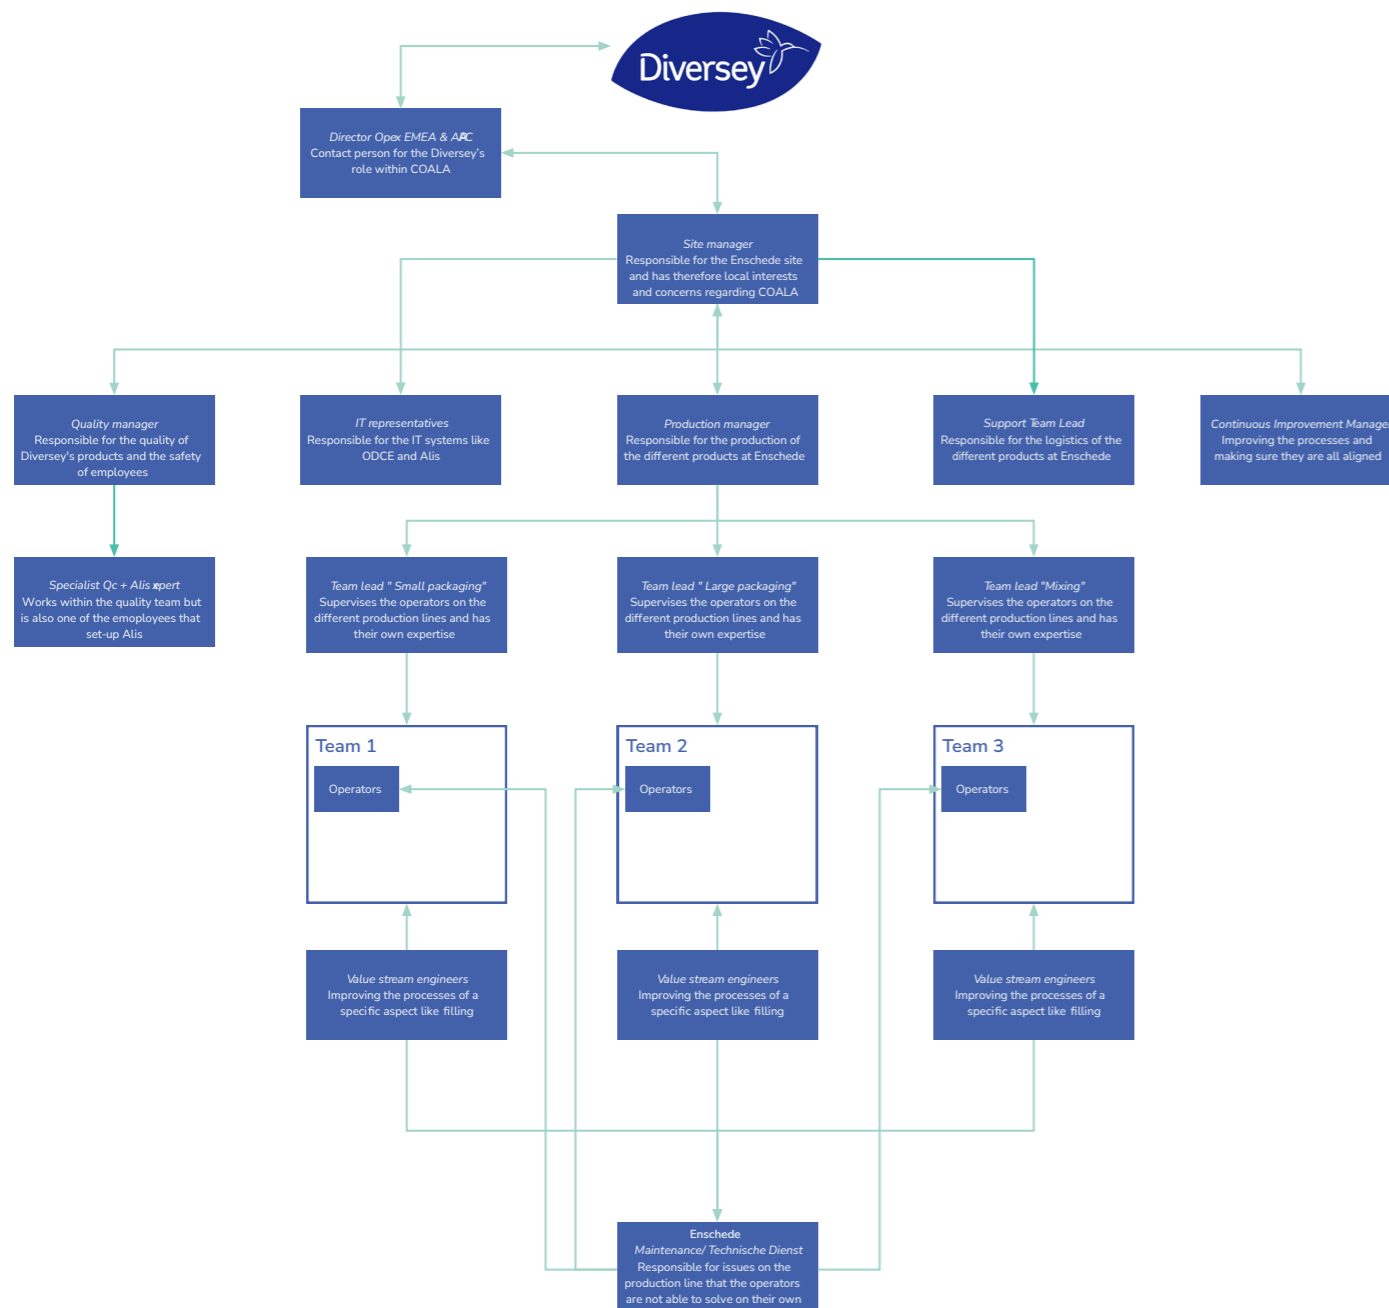 Diversey
Director Opex EMEA & APAC
Contact person for the Diversey's
role within COALA
Site manager
Responsible for the Enschede site
and has therefore local interests
and concerns regarding COALA
Quality manager
Responsible for the quality of
Diversey's products and the safety
of employees
IT representatives
Responsible for the IT systems like
ODCE and Alis
Production manager
Responsible for the production of
the different products at Enschede
Support Team Lead
Responsible for the logistics of the
different products at Enschede
Continuous Improvement Manager
Improving the processes and
making sure they are all aligned
Specialist Qc + Alis expert
Works within the quality team but
is also one of the emoployees that
set-up Alis
Team lead " Small packaging"
Supervises the operators on the
different production lines and has
their own expertise
Team lead " Large packaging"
Supervises the operators on the
different production lines and has
their own expertise
Team lead "Mixing"
Supervises the operators on the
different production lines and has
their own expertise
Team 1
Operators
Team 2
Operators
Team 3
Operators
Value stream engineers
Improving the processes of a
specific aspect like filling
Value stream engineers
Improving the processes of a
specific aspect like filling
Value stream engineers
Improving the processes of a
specific aspect like filling
Enschede
Maintenance/ Technische Dienst
Responsible for issues on the
production line that the operators
are not able to solve on their own